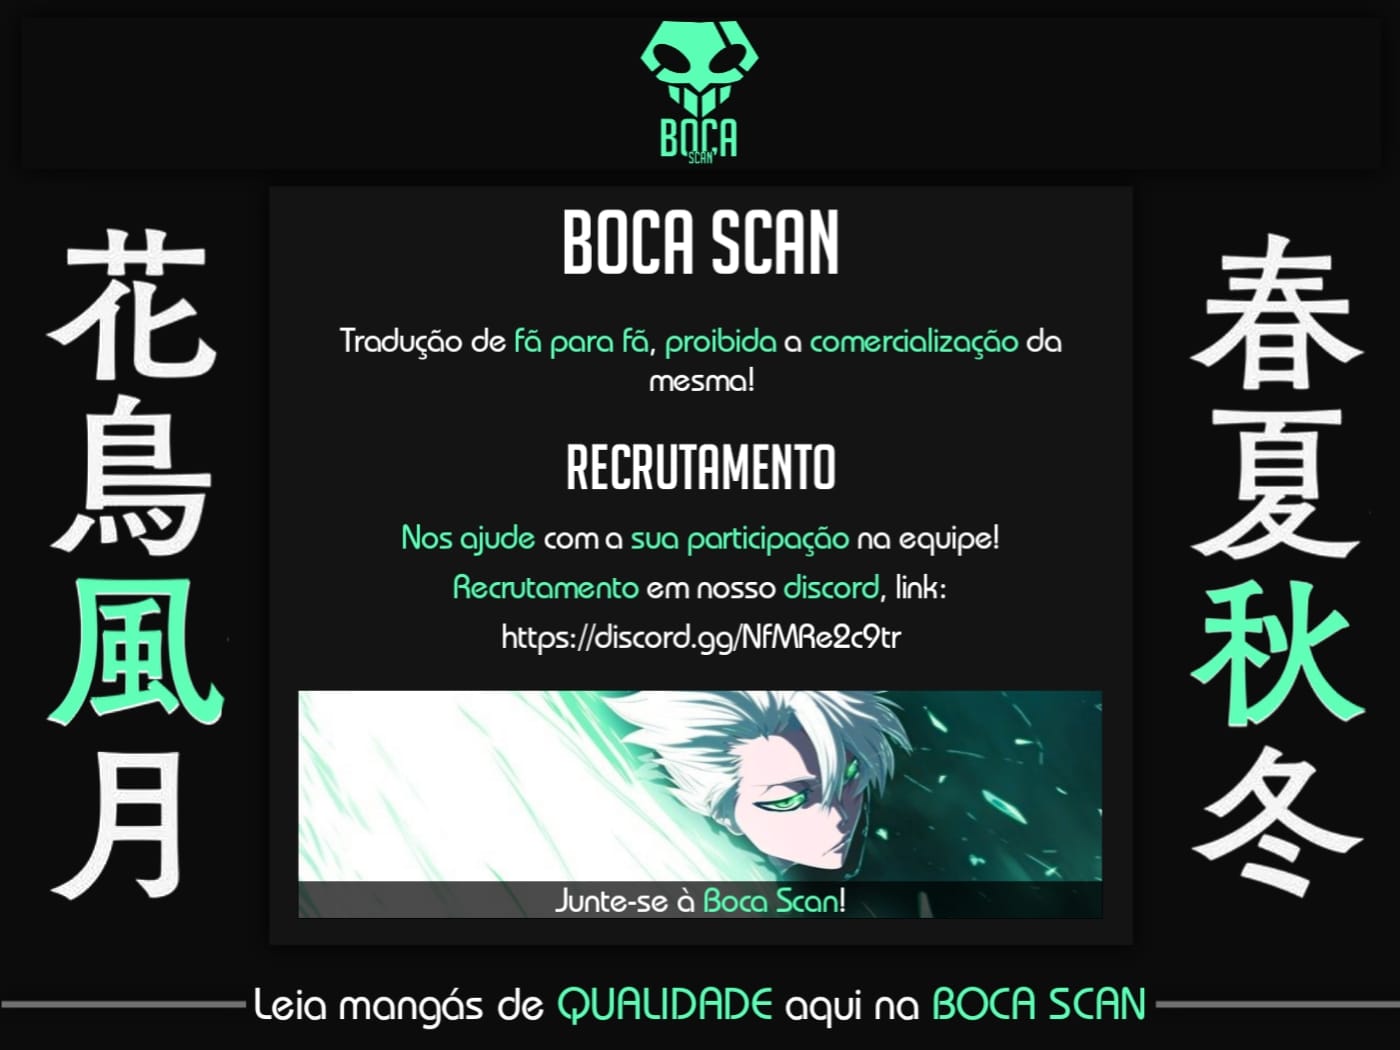 BOCA
SCAN
花鳥風月
BOCA SCAN
Tradução de fã para fã, proibida a comercialização da
mesma!
RECRUTAMENTO
Nos ajude com a sua participação na equipe!
Recrutamento em nosso discord, link:
https://discord.gg/NfMRe2c9tr
Junte-se à Boca Scan!
春夏秋冬
Leia mangás de QUALIDADE aqui na BOCA SCAN